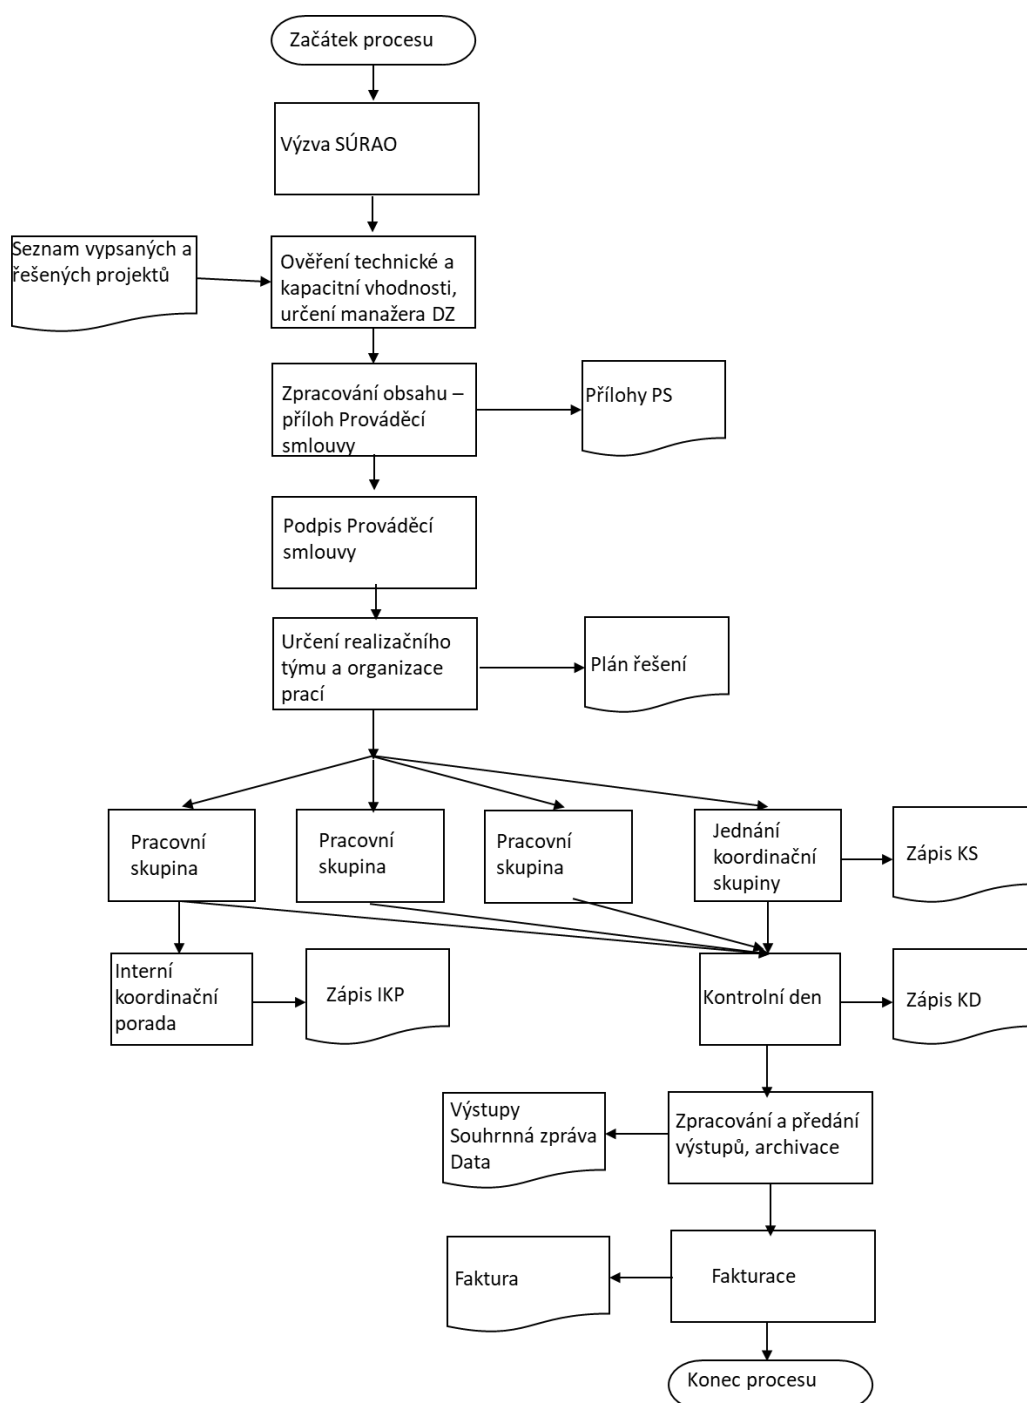 Začátek procesu
Výzva SÚRAO
Seznam vypsaných a
řešených projektů
Ověření technické a
kapacitní vhodnosti,
určení manažera DZ
Zpracování obsahu –
příloh Prováděcí
smlouvy
Přílohy PS
Podpis Prováděcí
smlouvy
Určení realizačního
týmu a organizace
prací
Plán řešení
Pracovní
skupina
Pracovní
skupina
Pracovní
skupina
Jednání
koordinační
skupiny
Zápis KS
Interní
koordinační
porada
Zápis IKP
Kontrolní den
Zápis KD
Výstupy
Souhrnná zpráva
Data
Zpracování a předání
výstupů, archivace
Faktura
Fakturace
Konec procesu